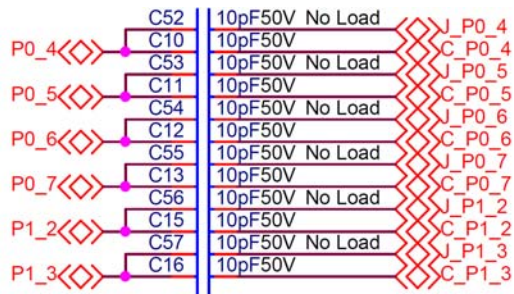 C52 10pF50V No Load J_P0_4
P0_4 C10 10pF50V C_P0_4
C53 10pF50V No Load J_P0_5
P0_5 C11 10pF50V C_P0_5
C54 10pF50V No Load J_P0_6
P0_6 C12 10pF50V C_P0_6
C55 10pF50V No Load J_P0_7
P0_7 C13 10pF50V C_P0_7
C56 10pF50V No Load J_P1_2
P1_2 C15 10pF50V C_P1_2
C57 10pF50V No Load J_P1_3
P1_3 C16 10pF50V C_P1_3